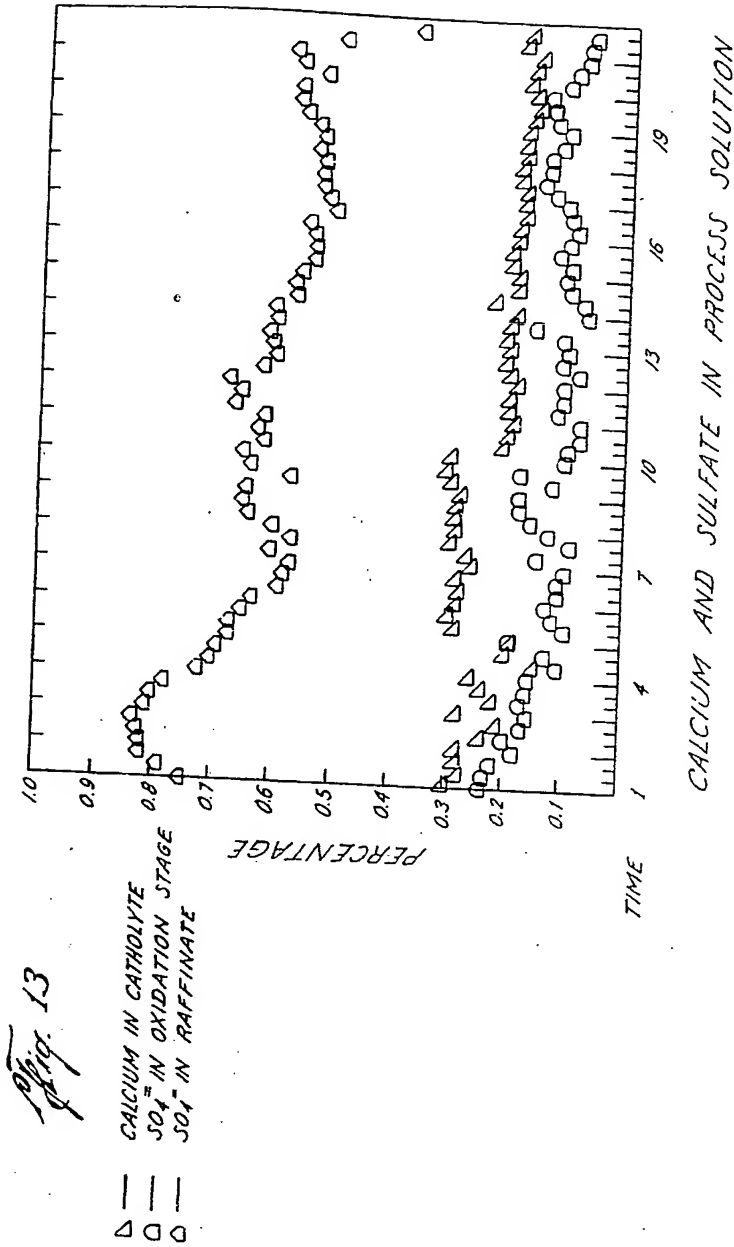 Fig. 13
CALCIUM IN CATHOLYTE
SO4= IN OXIDATION STAGE
SO4= IN RAFFINATE
PERCENTAGE
1.0
0.9
0.8
0.7
0.6
0.5
0.4
0.3
0.2
0.1
TIME
1
4
7
10
13
16
19
CALCIUM AND SULFATE IN PROCESS SOLUTION